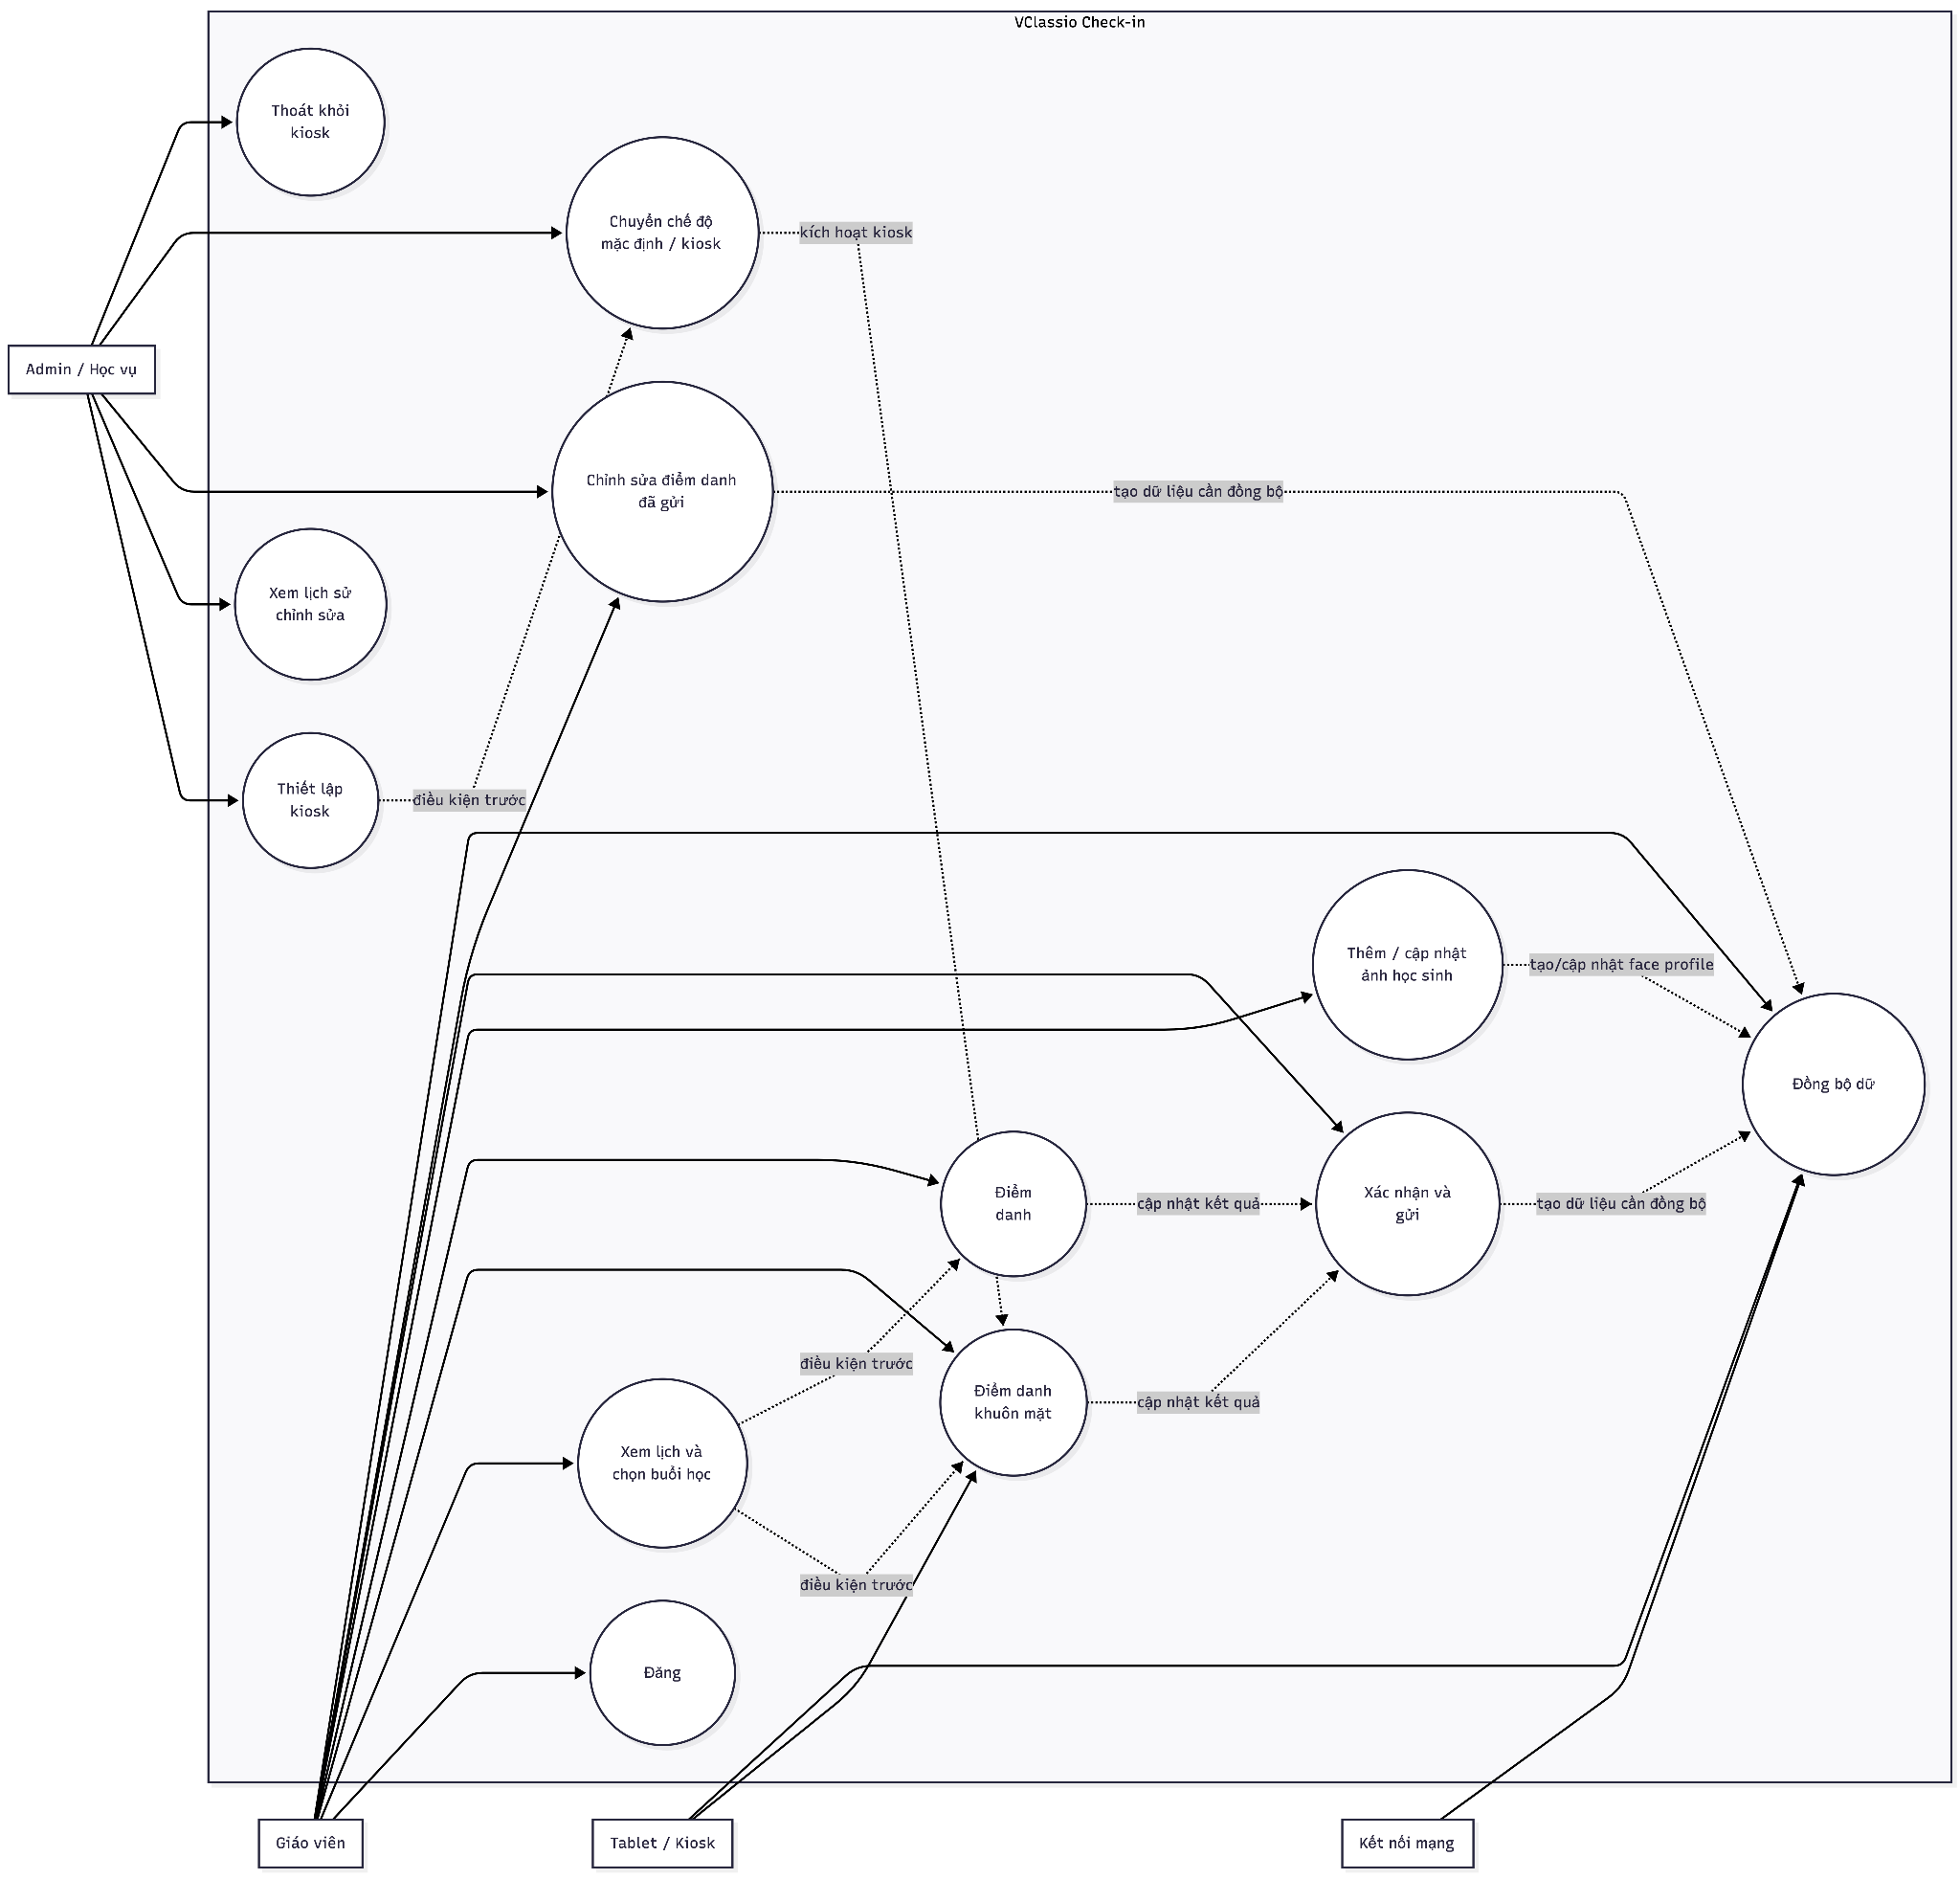 VClassio Check-in
Thoát khỏi
kiosk
Chuyển chế độ
mặc định / kiosk
kích hoạt kiosk
Admin / Học vụ
Chỉnh sửa điểm danh
đã gửi
tạo dữ liệu cần đồng bộ
Xem lịch sử
chỉnh sửa
Thiết lập
kiosk
điều kiện trước
Thêm / cập nhật
ảnh học sinh
tạo/cập nhật face profile
Đồng bộ dữ
Điểm
danh
cập nhật kết quả
Xác nhận và
gửi
tạo dữ liệu cần đồng bộ
điều kiện trước
Điểm danh
khuôn mặt
cập nhật kết quả
Xem lịch và
chọn buổi học
điều kiện trước
Đăng
Giáo viên
Tablet / Kiosk
Kết nối mạng